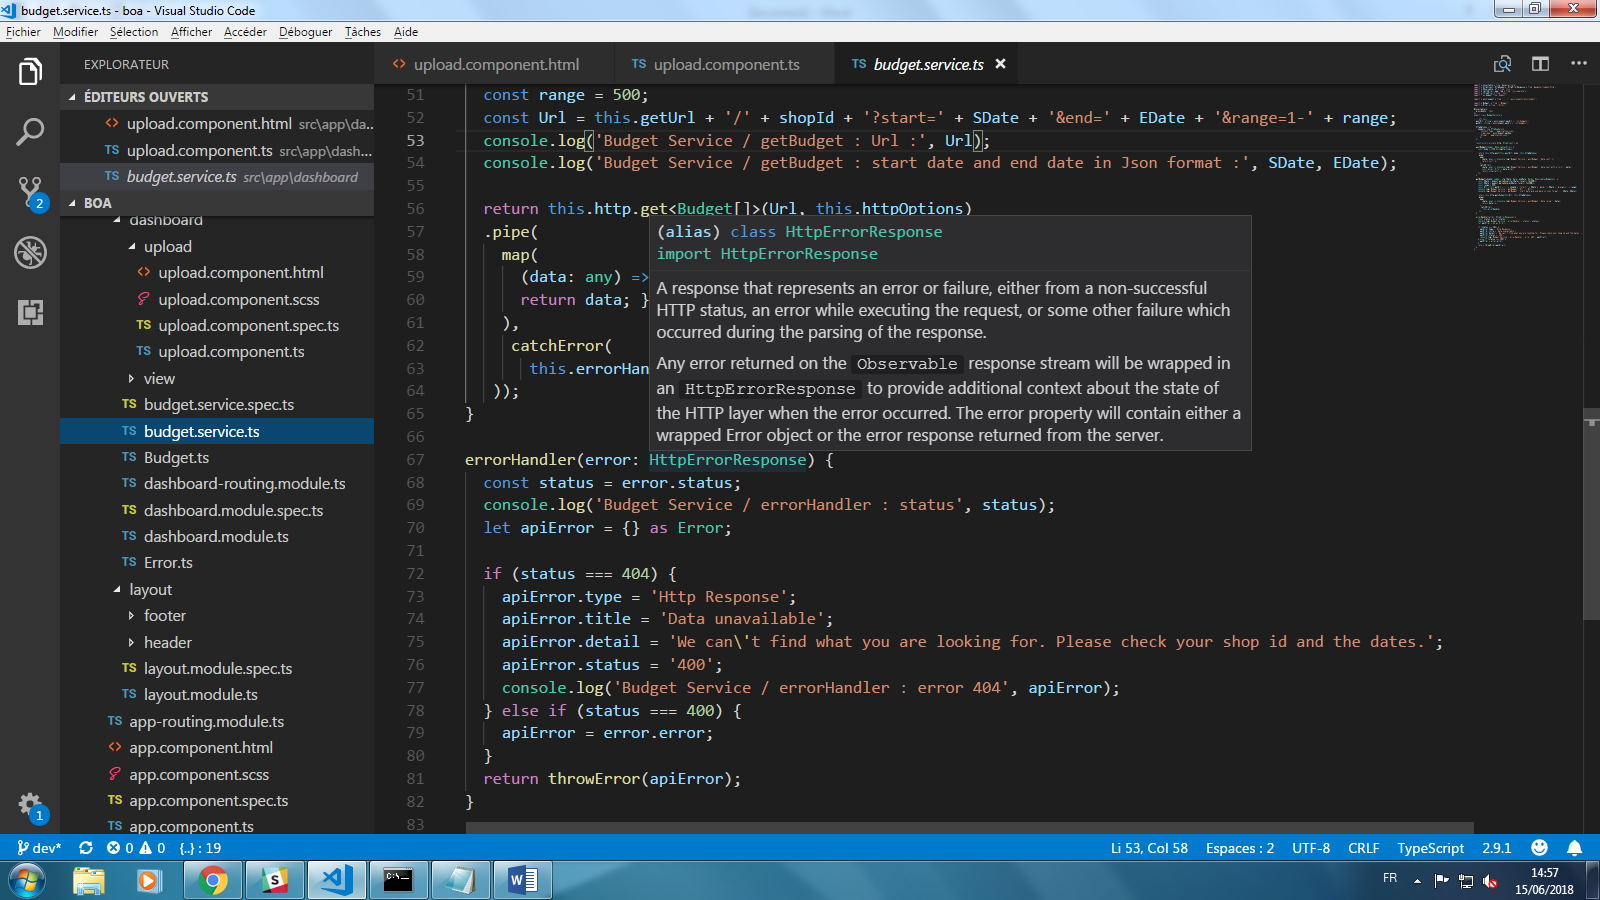 budget.service.ts - boa - Visual Studio Code
Fichier Modifier Sélection Afficher Accéder Déboguer Tâches Aide
EXPLORATEUR
ÉDITEURS OUVERTS
upload.component.html src\app\da...
TS upload.component.ts src\app\dash...
TS budget.service.ts src\app\dashboard
BOA
dashboard
upload
upload.component.html
upload.component.scss
TS upload.component.spec.ts
TS upload.component.ts
view
TS budget.service.spec.ts
TS budget.service.ts
TS Budget.ts
TS dashboard-routing.module.ts
TS dashboard.module.spec.ts
TS dashboard.module.ts
TS Error.ts
layout
footer
header
TS layout.module.spec.ts
TS layout.module.ts
TS app-routing.module.ts
app.component.html
app.component.scss
TS app.component.spec.ts
TS app.component.ts
2
1
upload.component.html TS upload.component.ts TS budget.service.ts
51 const range = 500;
52 const Url = this.getUrl + '/' + shopId + '?start=' + SDate + '&end=' + EDate + '&range=1-' + range;
53 console.log('Budget Service / getBudget : Url :', Url);
54 console.log('Budget Service / getBudget : start date and end date in Json format :', SDate, EDate);
55
56 return this.http.get<Budget[]>(Url, this.httpOptions)
57 .pipe(
58 map(
59 (data: any) =>
60 return data; }
61 ),
62 catchError(
63 this.errorHan
64 ));
65 }
66
(alias) class HttpErrorResponse
import HttpErrorResponse
A response that represents an error or failure, either from a non-successful
HTTP status, an error while executing the request, or some other failure which
occurred during the parsing of the response.
Any error returned on the Observable response stream will be wrapped in
an HttpErrorResponse to provide additional context about the state of
the HTTP layer when the error occurred. The error property will contain either a
wrapped Error object or the error response returned from the server.
67 errorHandler(error: HttpErrorResponse) {
68 const status = error.status;
69 console.log('Budget Service / errorHandler : status', status);
70 let apiError = {} as Error;
71
72 if (status === 404) {
73 apiError.type = 'Http Response';
74 apiError.title = 'Data unavailable';
75 apiError.detail = 'We can\'t find what you are looking for. Please check your shop id and the dates.';
76 apiError.status = '400';
77 console.log('Budget Service / errorHandler : error 404', apiError);
78 } else if (status === 400) {
79 apiError = error.error;
80 }
81 return throwError(apiError);
82 }
83
dev* 0 0 {..} : 19 Li 53, Col 58 Espaces : 2 UTF-8 CRLF TypeScript 2.9.1
FR 14:57
15/06/2018